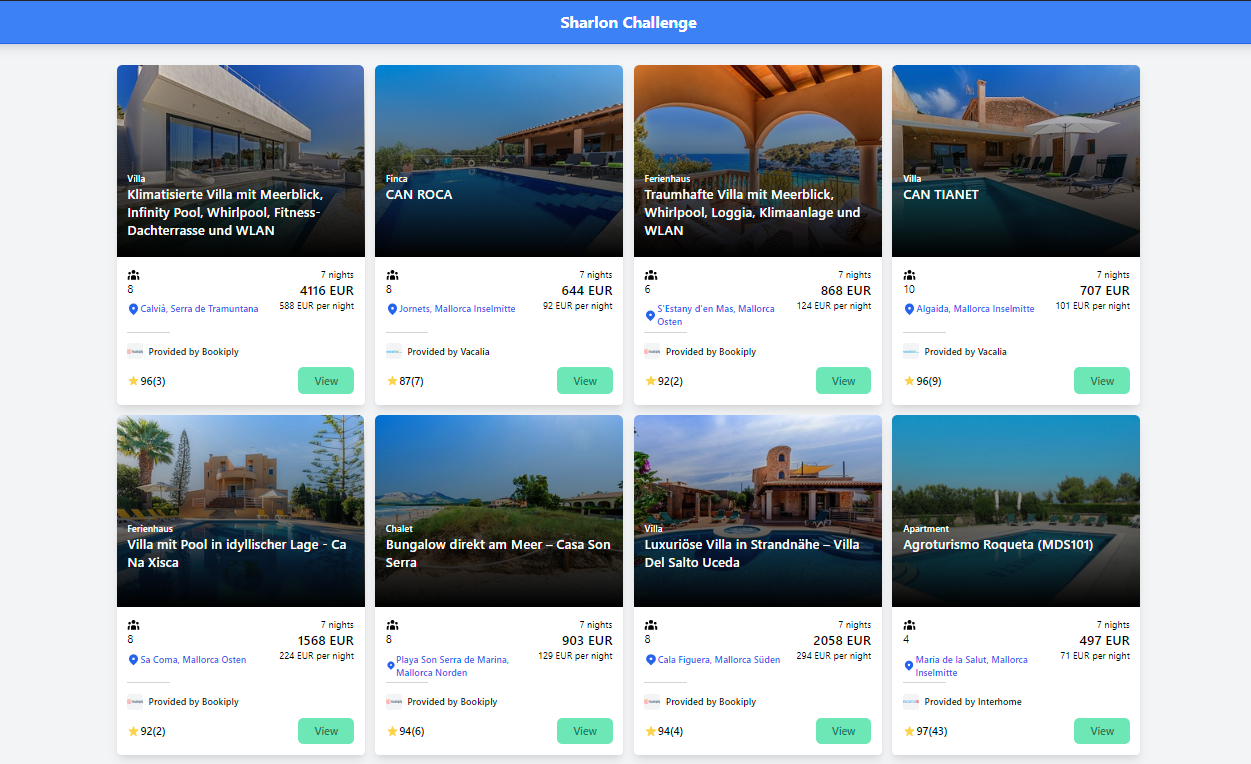 Sharlon Challenge
Villa
Klimatisierte Villa mit Meerblick,
Infinity Pool, Whirlpool, Fitness-
Dachterrasse und WLAN
8
7 nights
4116 EUR
588 EUR per night
Calvià, Serra de Tramuntana
Provided by Bookiply
96(3)
View
Finca
CAN ROCA
8
7 nights
644 EUR
92 EUR per night
Jornets, Mallorca Inselmitte
Provided by Vacalia
87(7)
View
Ferienhaus
Traumhafte Villa mit Meerblick,
Whirlpool, Loggia, Klimaanlage und
WLAN
6
7 nights
868 EUR
124 EUR per night
S'Estany d'en Mas, Mallorca
Osten
Provided by Bookiply
92(2)
View
Villa
CAN TIANET
10
7 nights
707 EUR
101 EUR per night
Algaida, Mallorca Inselmitte
Provided by Vacalia
96(9)
View
Ferienhaus
Villa mit Pool in idyllischer Lage - Ca
Na Xisca
8
7 nights
1568 EUR
224 EUR per night
Sa Coma, Mallorca Osten
Provided by Bookiply
92(2)
View
Chalet
Bungalow direkt am Meer – Casa Son
Serra
8
7 nights
903 EUR
129 EUR per night
Playa Son Serra de Marina,
Mallorca Norden
Provided by Bookiply
94(6)
View
Villa
Luxuriöse Villa in Strandnähe – Villa
Del Salto Uceda
8
7 nights
2058 EUR
294 EUR per night
Cala Figuera, Mallorca Süden
Provided by Bookiply
94(4)
View
Apartment
Agroturismo Roqueta (MDS101)
4
7 nights
497 EUR
71 EUR per night
Maria de la Salut, Mallorca
Inselmitte
Provided by Interhome
97(43)
View